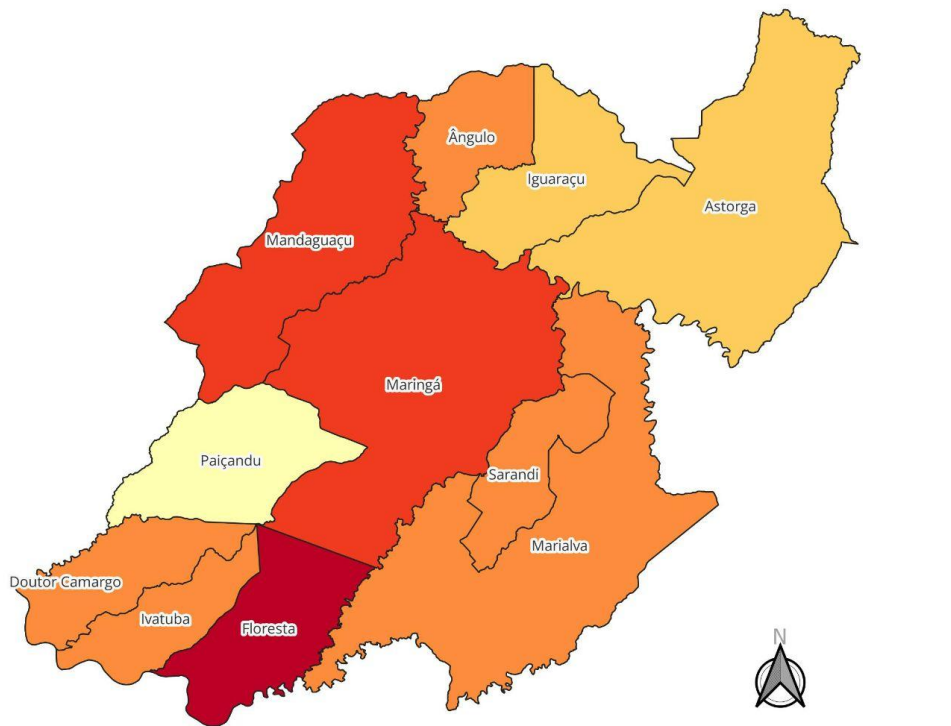 Ângulo
Iguaraçu
Astorga
Mandaguaçu
Maringá
Paiçandu
Sarandi
Marialva
Doutor Camargo
Ivatuba
Floresta
N